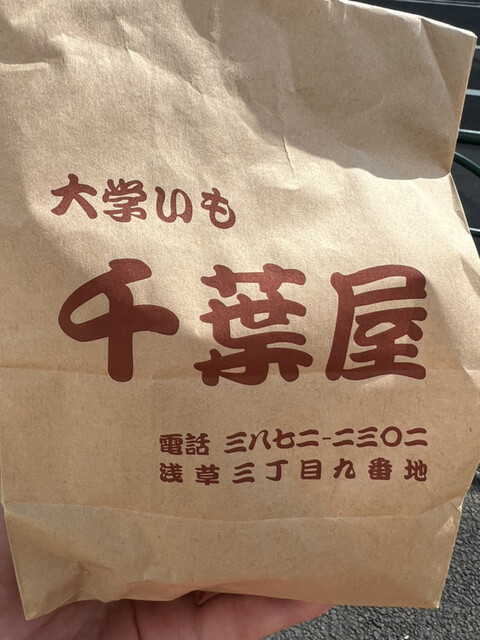 大学いも
千葉屋
電話 三八七二-二三〇二
浅草三丁目九番地